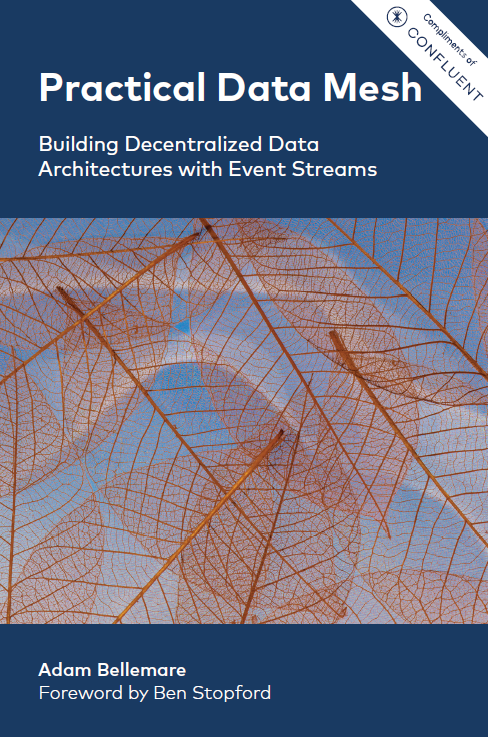 Compliments of
CONFLUENT
Practical Data Mesh
Building Decentralized Data
Architectures with Event Streams
Adam Bellemare
Foreword by Ben Stopford